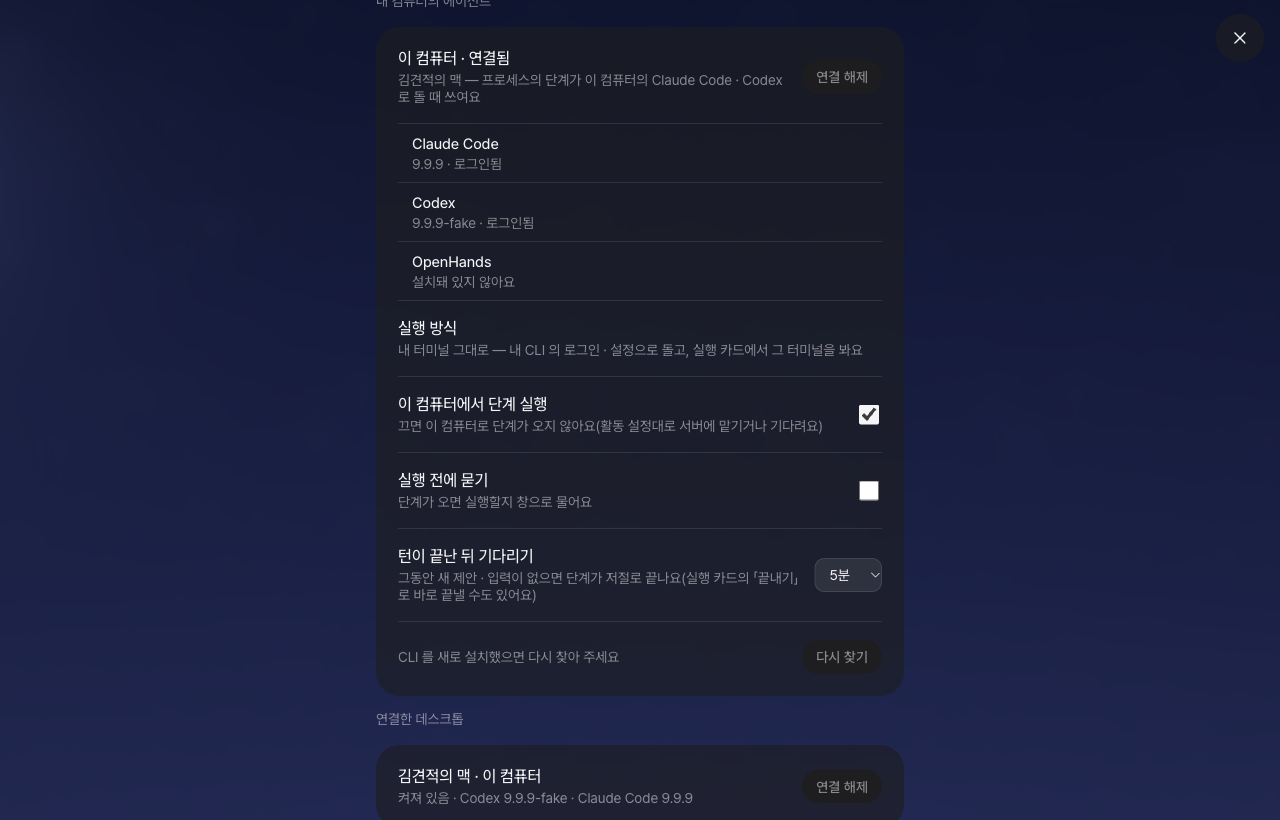 내 컴퓨터의 에이전트
이 컴퓨터 · 연결됨
김견적의 맥 — 프로세스의 단계가 이 컴퓨터의 Claude Code · Codex
로 돌 때 쓰여요
연결 해제
Claude Code
9.9.9 · 로그인됨
Codex
9.9.9-fake · 로그인됨
OpenHands
설치돼 있지 않아요
실행 방식
내 터미널 그대로 — 내 CLI 의 로그인 · 설정으로 돌고, 실행 카드에서 그 터미널을 봐요
이 컴퓨터에서 단계 실행
끄면 이 컴퓨터로 단계가 오지 않아요(활동 설정대로 서버에 맡기거나 기다려요)
실행 전에 묻기
단계가 오면 실행할지 창으로 물어요
턴이 끝난 뒤 기다리기
그동안 새 제안 · 입력이 없으면 단계가 저절로 끝나요(실행 카드의 「끝내기」
로 바로 끝낼 수도 있어요)
5분
CLI 를 새로 설치했으면 다시 찾아 주세요
다시 찾기
연결한 데스크톱
김견적의 맥 · 이 컴퓨터
켜져 있음 · Codex 9.9.9-fake · Claude Code 9.9.9
연결 해제